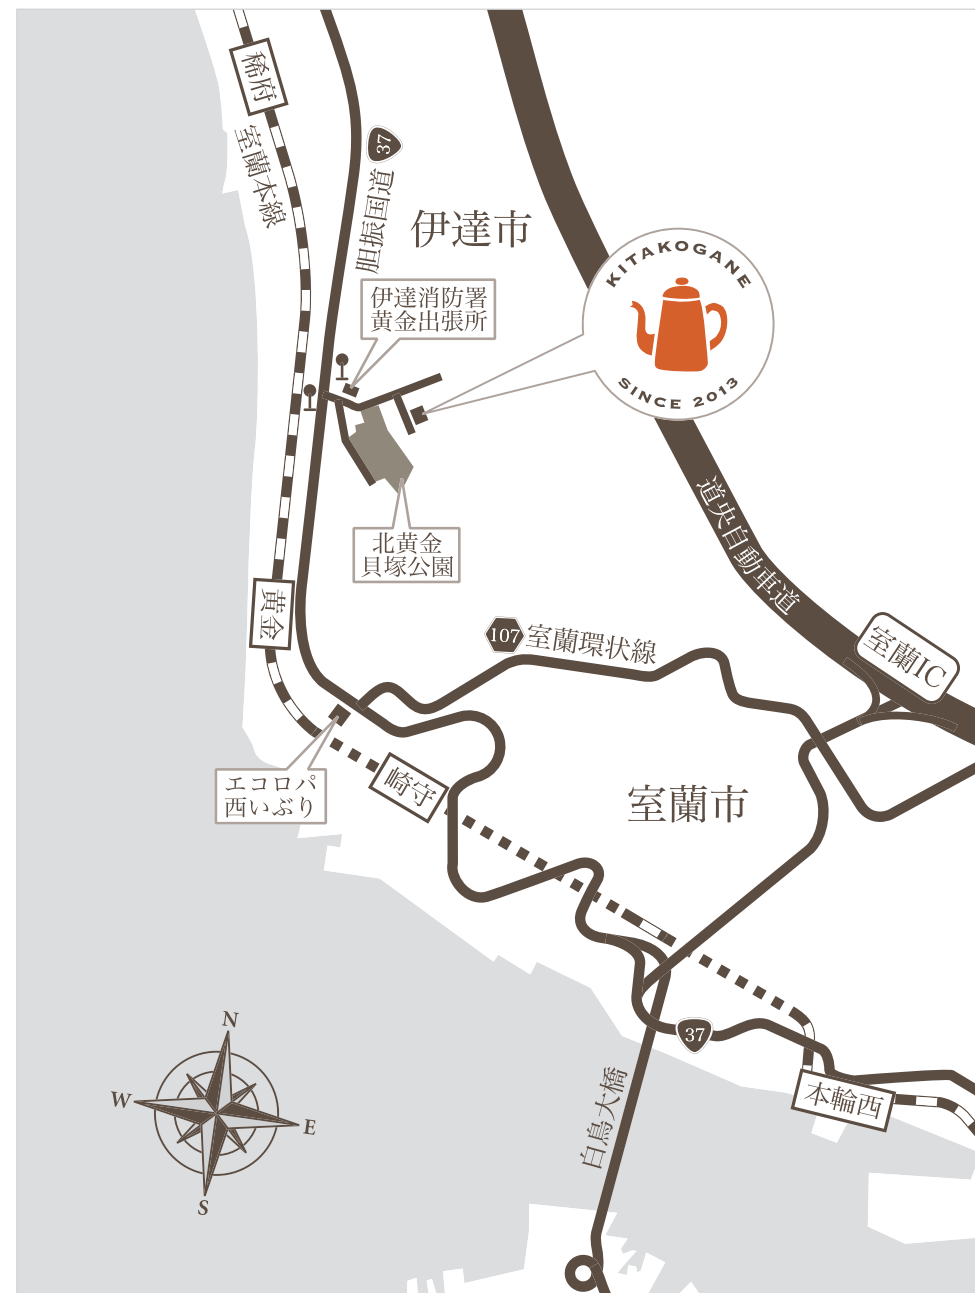 稀府
室蘭本線
37
胆振国道
伊達市
KITAKOGANE
SINCE 2013
伊達消防署
黄金出張所
北黄金
貝塚公園
道央自動車道
黄金
107
室蘭環状線
室蘭IC
エコロパ
西いぶり
崎守
室蘭市
37
本輪西
白鳥大橋
N
W
E
S